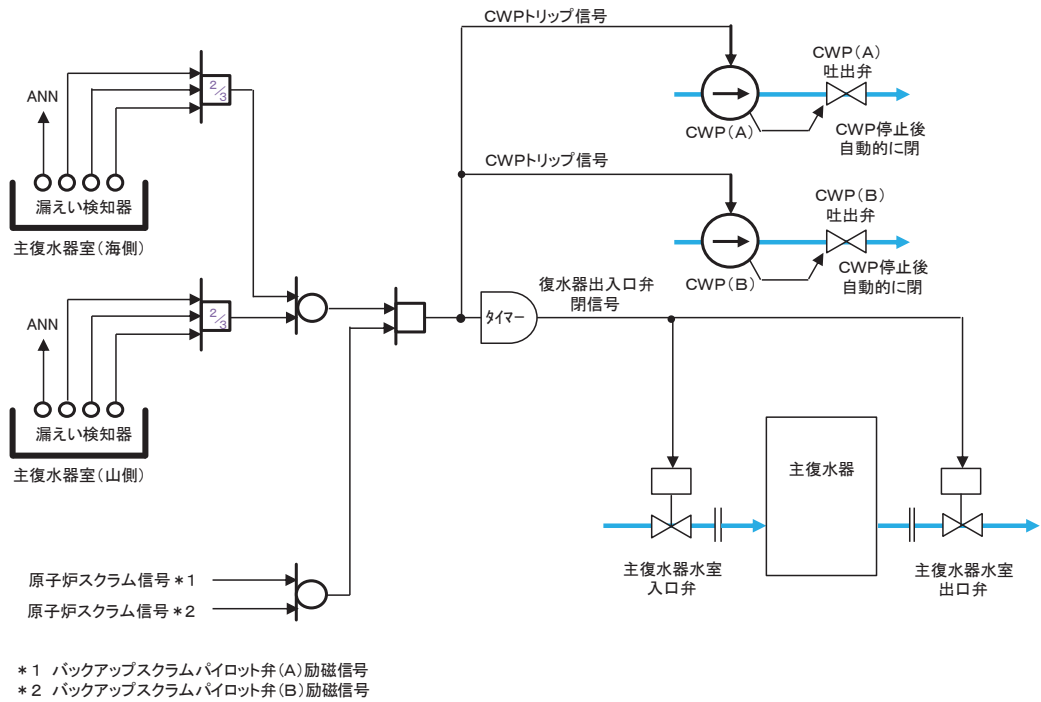 CWPトリップ信号
CWP(A)
吐出弁
ANN
2/3
CWP(A)
CWP停止後
自動的に閉
漏えい検知器
主復水器室(海側)
CWPトリップ信号
CWP(B)
吐出弁
CWP(B)
CWP停止後
自動的に閉
復水器出入口弁
閉信号
タイマー
ANN
2/3
漏えい検知器
主復水器室(山側)
主復水器
主復水器水室
入口弁
主復水器水室
出口弁
原子炉スクラム信号*1
原子炉スクラム信号*2
*1 バックアップスクラムパイロット弁(A)励磁信号
*2 バックアップスクラムパイロット弁(B)励磁信号